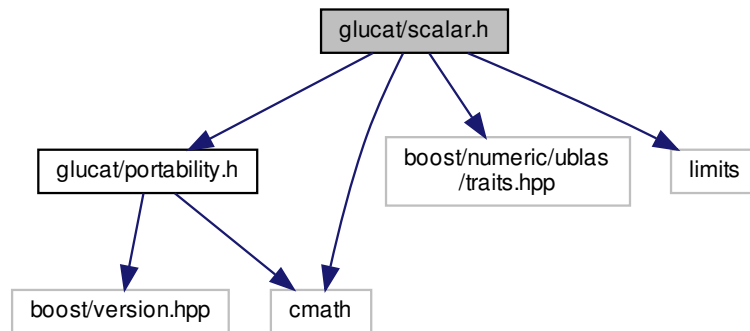 glucat/scalar.h
glucat/portability.h
boost/numeric/ublas
/traits.hpp
limits
boost/version.hpp
cmath